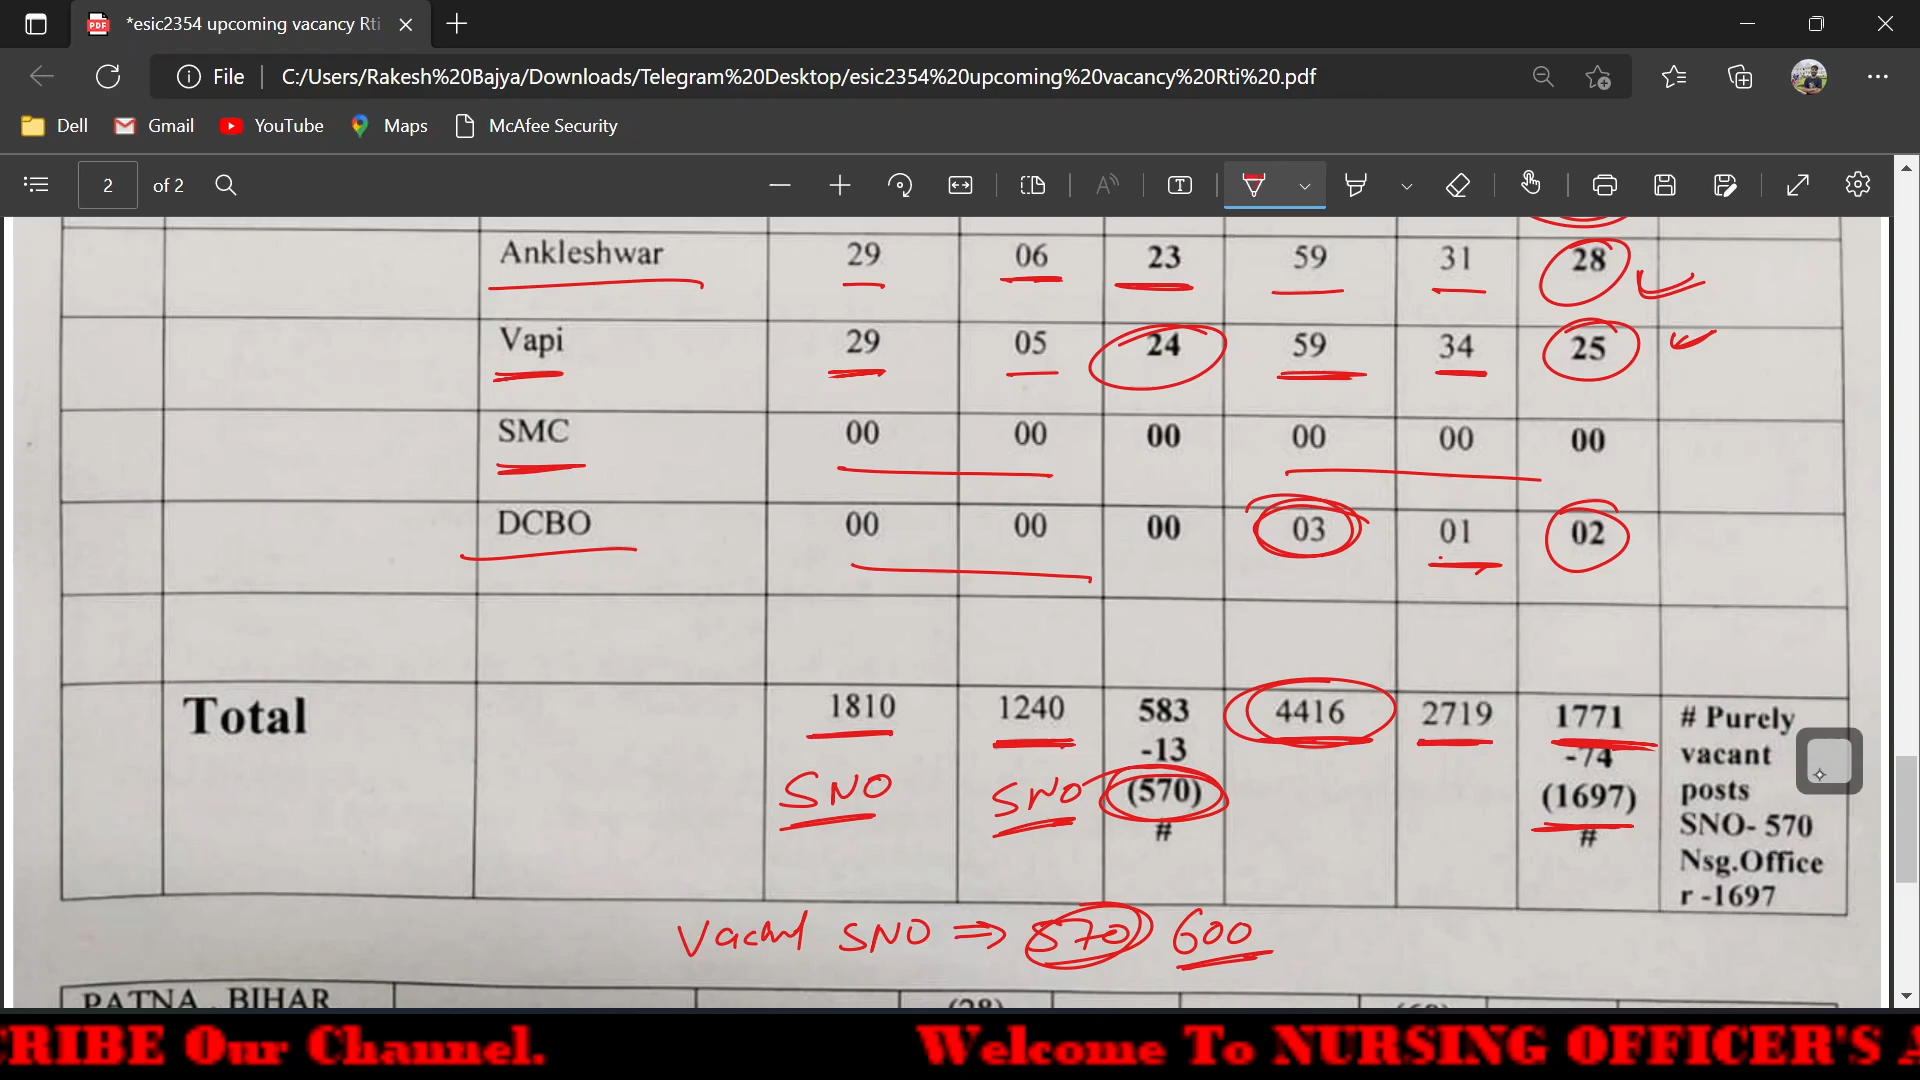 *esic2354 upcoming vacancy Rti
File C:/Users/Rakesh%20Bajya/Downloads/Telegram%20Desktop/esic2354%20upcoming%20vacancy%20Rti%20.pdf
Dell Gmail YouTube Maps McAfee Security
2 of 2
Ankleshwar 29 06 23 59 31 28
Vapi 29 05 24 59 34 25
SMC 00 00 00 00 00 00
DCBO 00 00 00 03 01 02
Total 1810 1240 583 4416 2719 1771 # Purely
-13 -74 vacant
SNO SNO (570) (1697) posts
# # SNO- 570
Nsg.Office
r -1697
Vacant SNO ⇒ 570 600
PATNA, BIHAR
CRIBE Our Channel. Welcome To NURSING OFFICER'S A